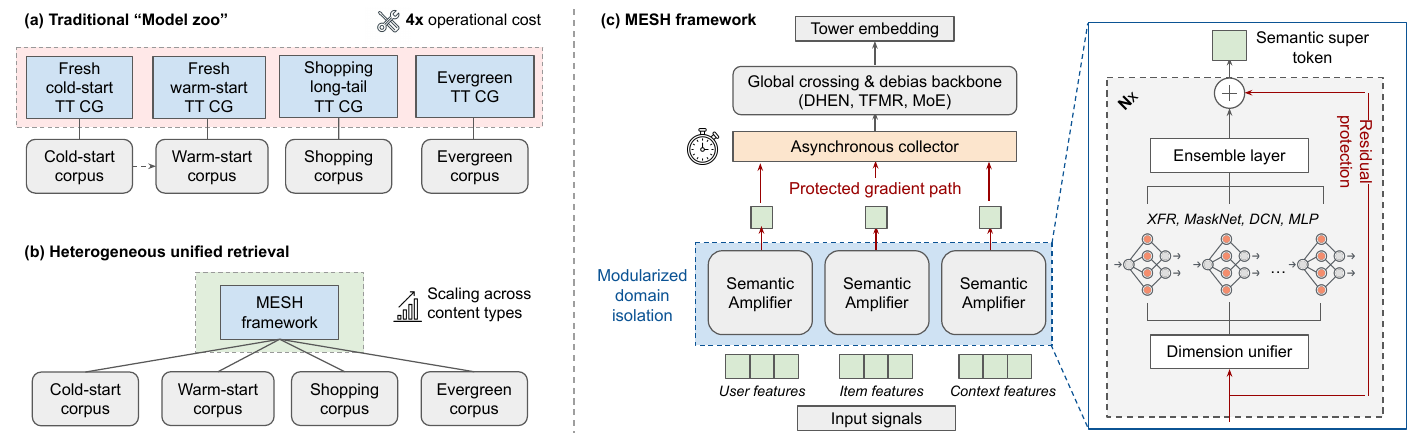 (a) Traditional “Model zoo”
4x operational cost
Fresh
cold-start
TT CG
Fresh
warm-start
TT CG
Shopping
long-tail
TT CG
Evergreen
TT CG
Cold-start
corpus
Warm-start
corpus
Shopping
corpus
Evergreen
corpus
(b) Heterogeneous unified retrieval
MESH
framework
Scaling across
content types
Cold-start
corpus
Warm-start
corpus
Shopping
corpus
Evergreen
corpus
(c) MESH framework
Tower embedding
Global crossing & debias backbone
(DHEN, TFMR, MoE)
Asynchronous collector
Protected gradient path
Modularized
domain
isolation
Semantic
Amplifier
Semantic
Amplifier
Semantic
Amplifier
User features
Item features
Context features
Input signals
Semantic super
token
Nx
Residual
protection
Ensemble layer
XFR, MaskNet, DCN, MLP
...
Dimension unifier